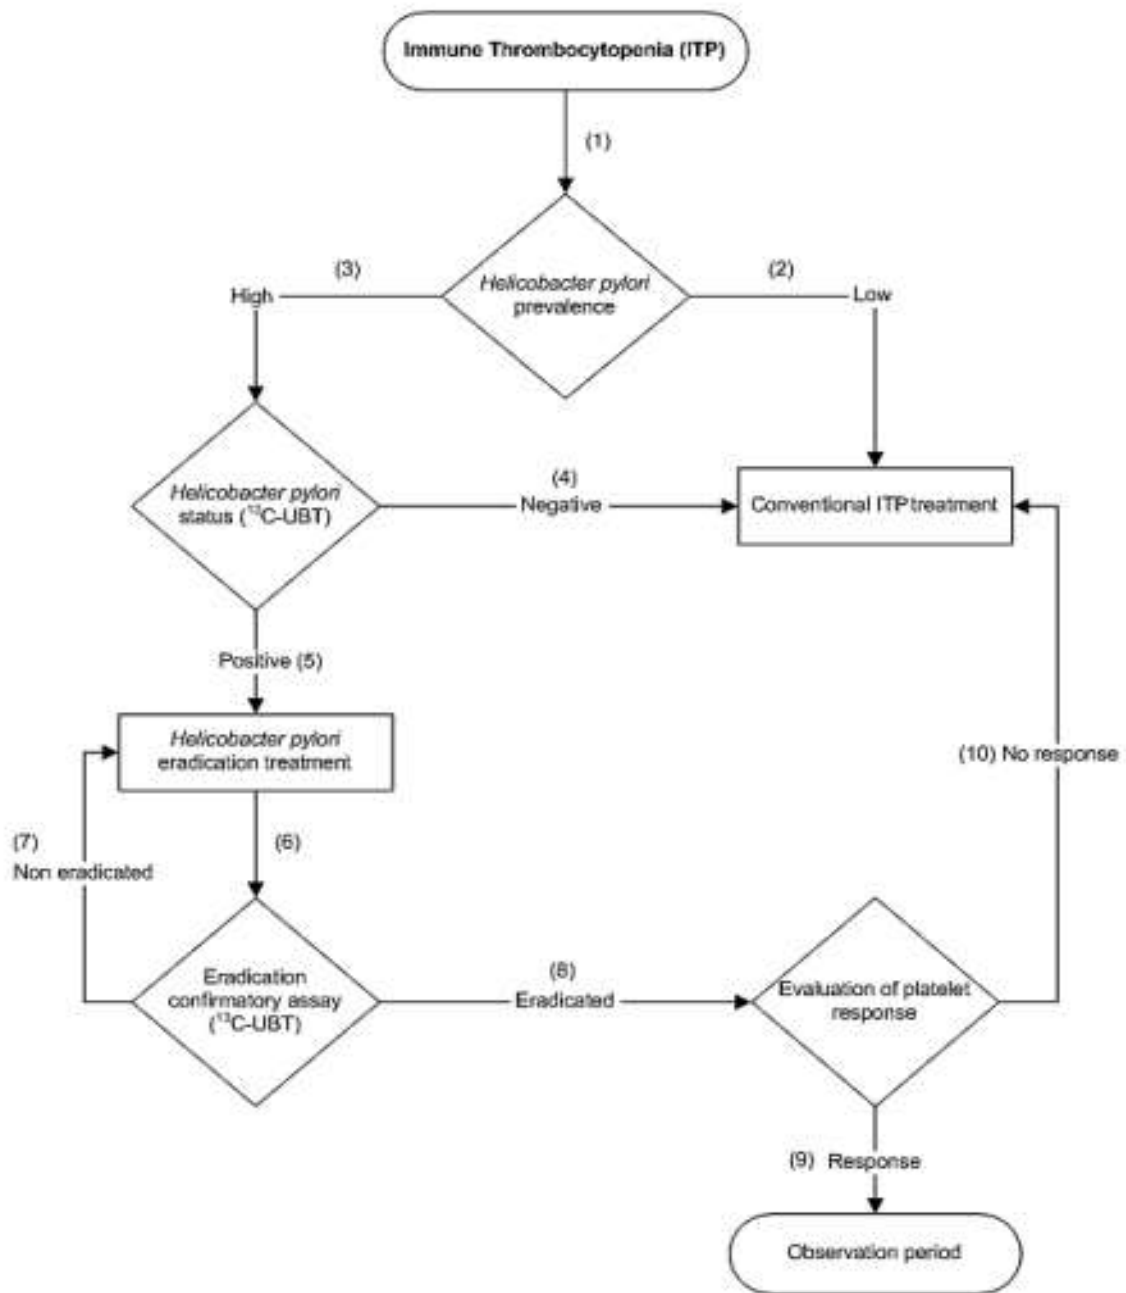 Immune Thrombocytopenia (ITP)
(1)
(3)
Helicobacter pylori
prevalence
(2)
High
Low
Helicobacter pylori
status (¹³C-UBT)
(4)
Negative
Conventional ITP treatment
Positive (5)
Helicobacter pylori
eradication treatment
(10) No response
(7)
Non eradicated
(6)
Eradication
confirmatory assay
(¹³C-UBT)
(8)
Eradicated
Evaluation of platelet
response
(9) Response
Observation period